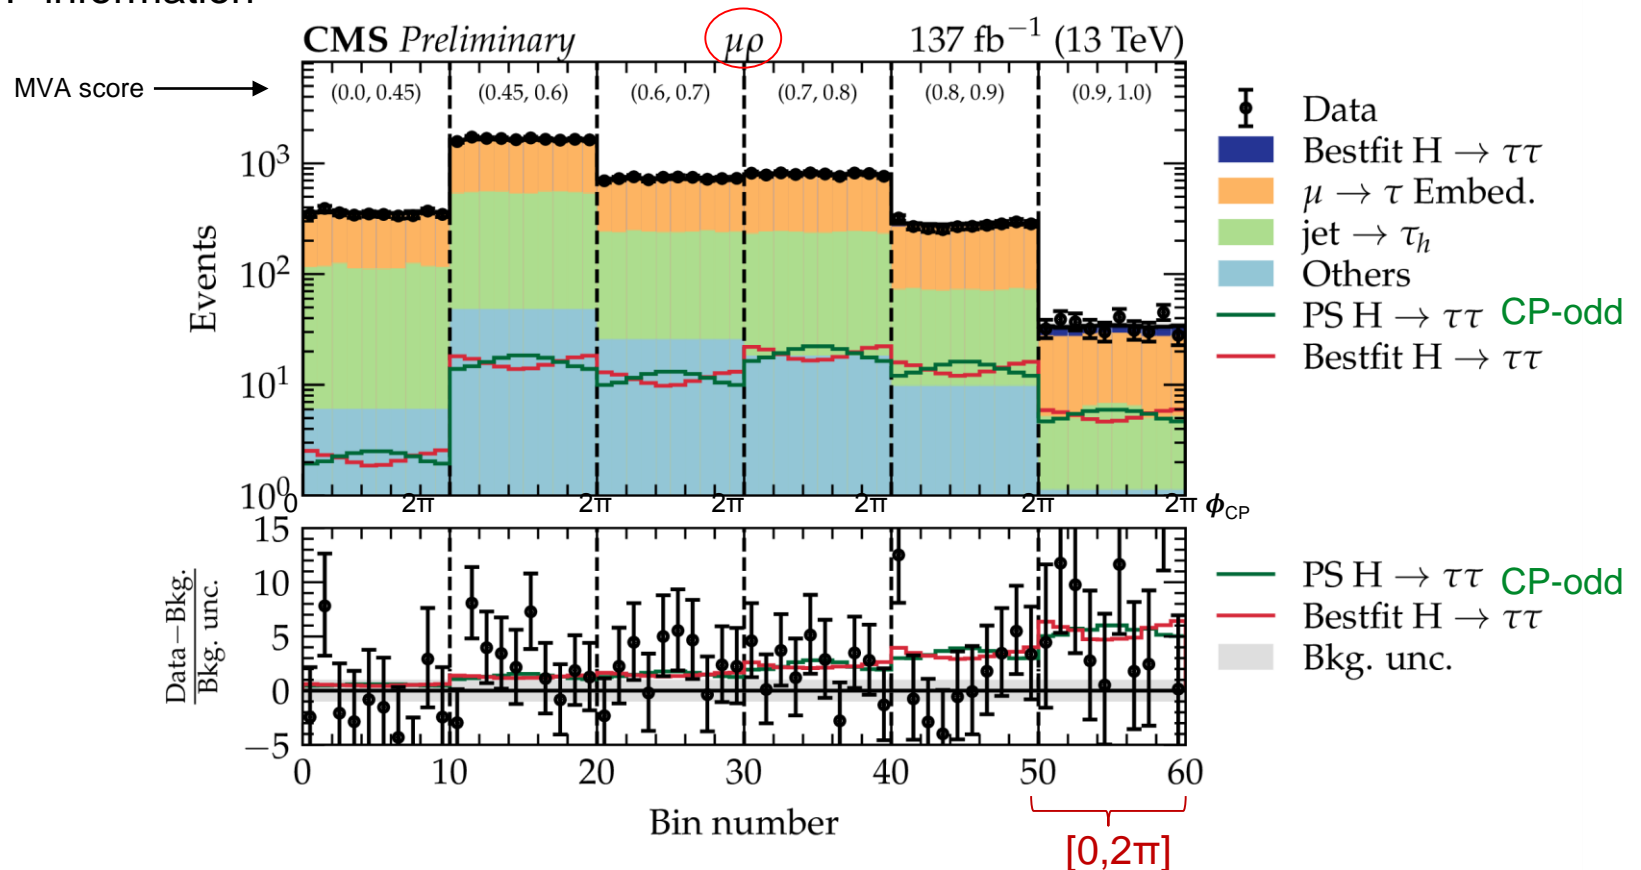 information
CMS Preliminary μρ 137 fb⁻¹ (13 TeV)
MVA score
(0.0, 0.45) (0.45, 0.6) (0.6, 0.7) (0.7, 0.8) (0.8, 0.9) (0.9, 1.0)
Events
10³
10²
10¹
10⁰
0 2π 2π 2π 2π 2π 2π ϕCP
Data
Bestfit H → ττ
μ → τ Embed.
jet → τh
Others
PS H → ττ CP-odd
Bestfit H → ττ
Data−Bkg.
Bkg. unc.
15
10
5
0
−5
0 10 20 30 40 50 60
Bin number
[0,2π]
PS H → ττ CP-odd
Bestfit H → ττ
Bkg. unc.